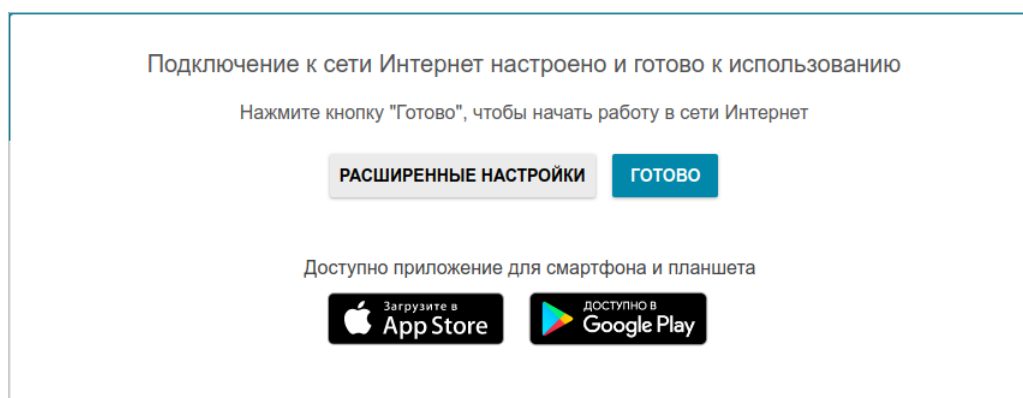 Подключение к сети Интернет настроено и готово к использованию
Нажмите кнопку "Готово", чтобы начать работу в сети Интернет
РАСШИРЕННЫЕ НАСТРОЙКИ ГОТОВО
Доступно приложение для смартфона и планшета
Загрузите в
App Store
ДОСТУПНО В
Google Play